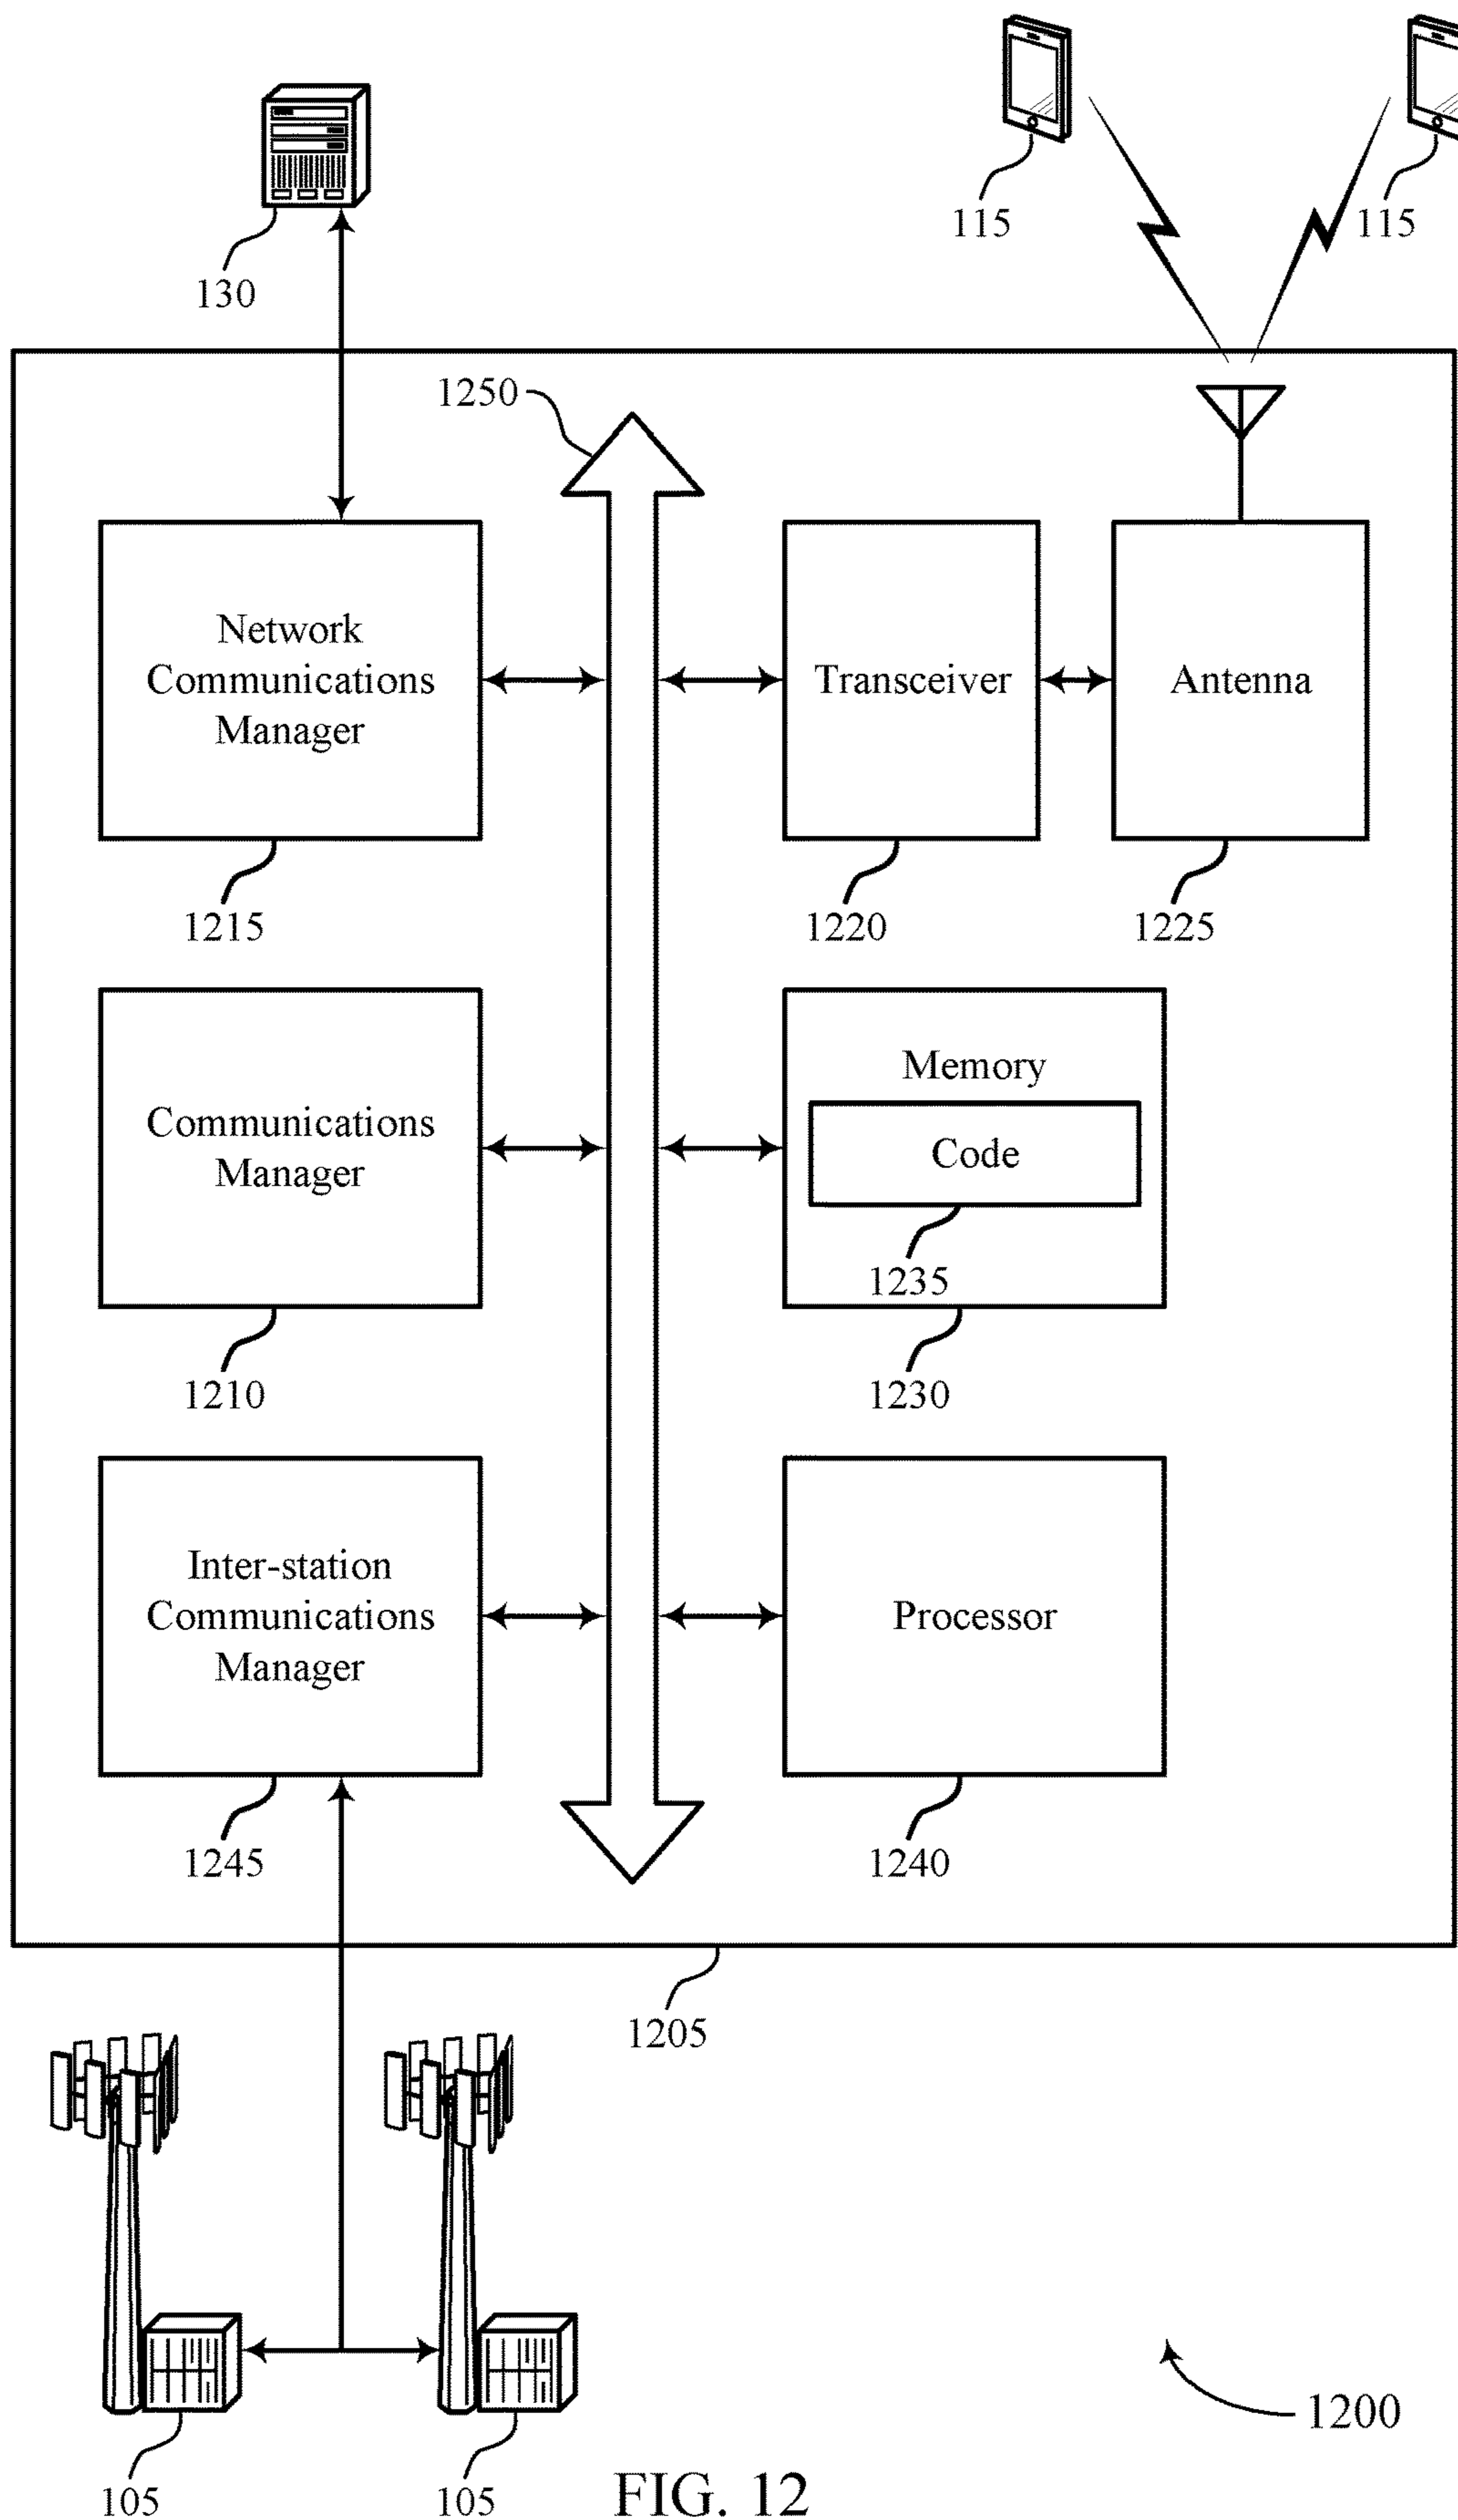 115
115
130
1250
Network
Communications
Manager
Transceiver
Antenna
1215
1220
1225
Communications
Manager
Memory
Code
1235
1210
1230
Inter-station
Communications
Manager
Processor
1245
1240
1205
1200
105
105
FIG. 12